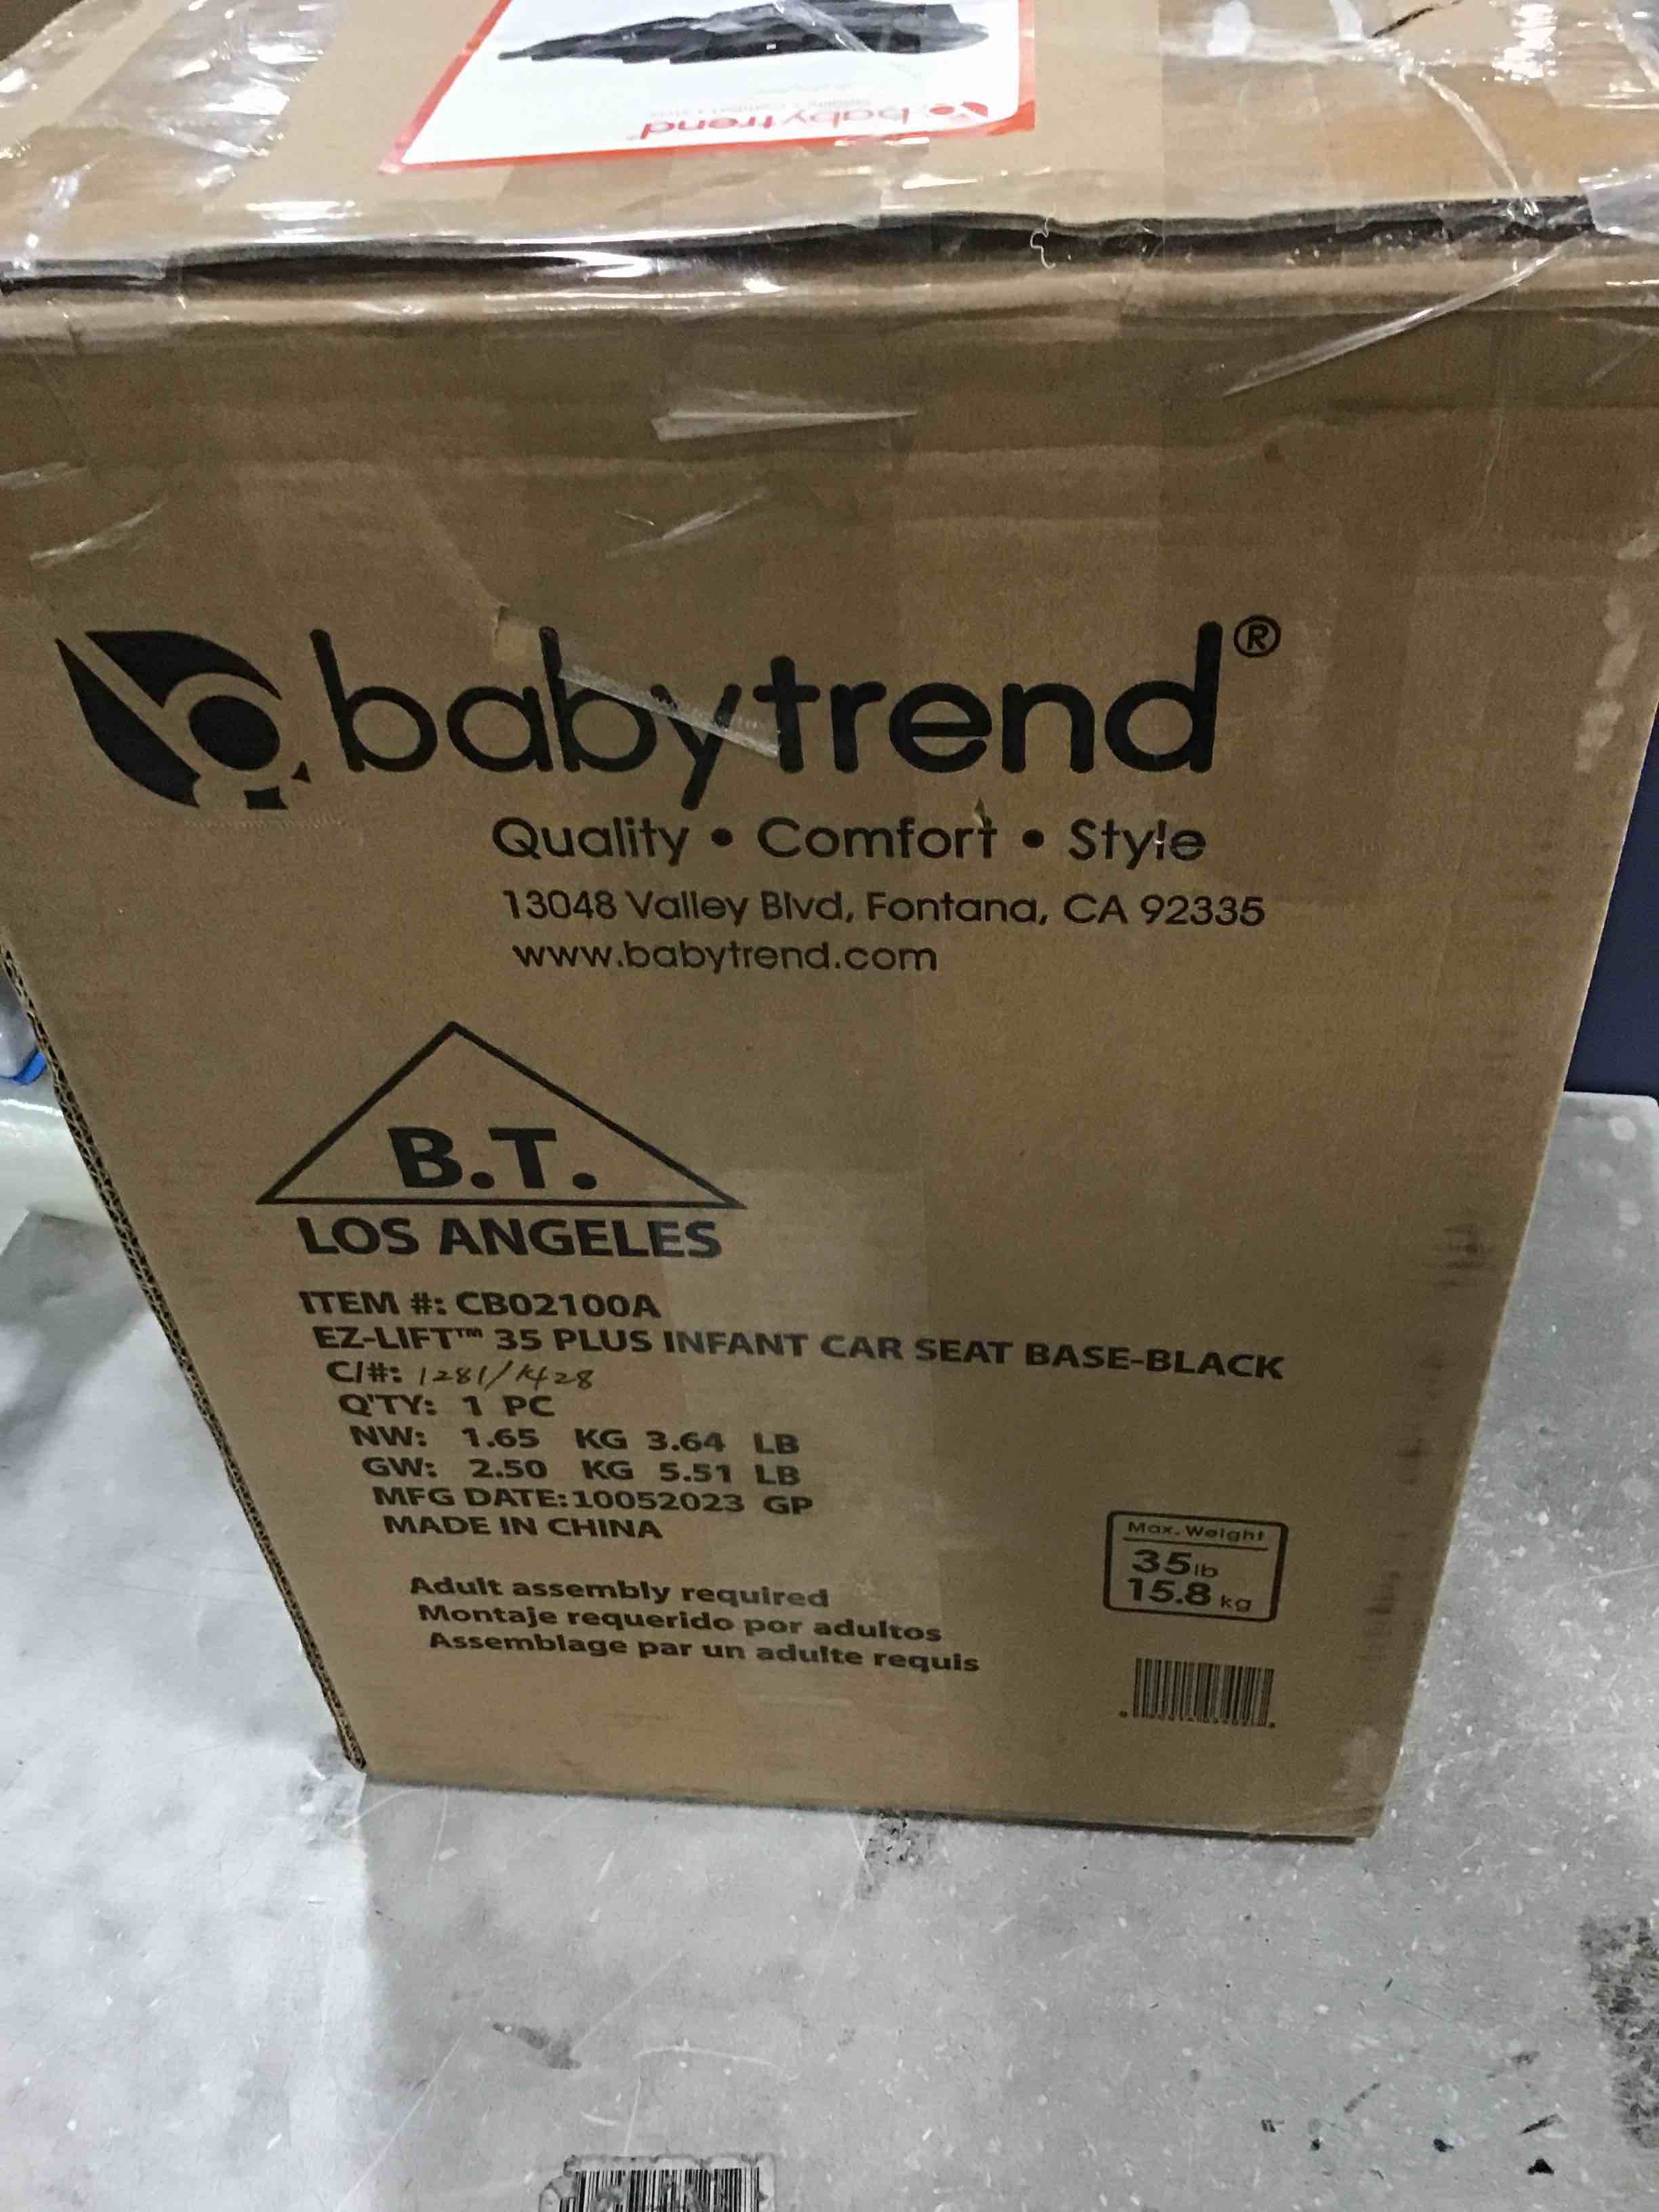 babytrend
babytrend®
Quality • Comfort • Style
13048 Valley Blvd, Fontana, CA 92335
www.babytrend.com
B.T.
LOS ANGELES
ITEM #: CB02100A
EZ-LIFT™ 35 PLUS INFANT CAR SEAT BASE-BLACK
C/#: 1281/1428
Q'TY: 1 PC
NW: 1.65 KG 3.64 LB
GW: 2.50 KG 5.51 LB
MFG DATE:10052023 GP
MADE IN CHINA
Max. Weight
35lb
15.8 kg
Adult assembly required
Montaje requerido por adultos
Assemblage par un adulte requis